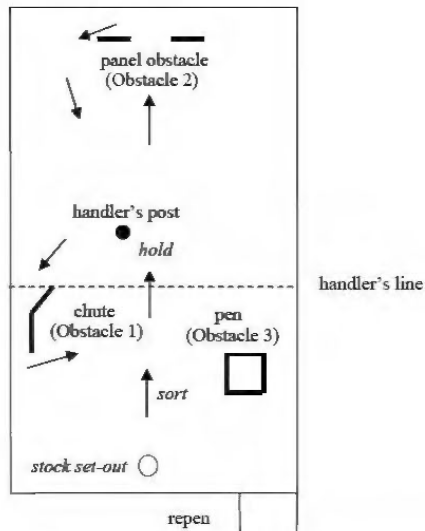 panel obstacle
(Obstacle 2)
handler's post
hold
handler's line
chute
(Obstacle 1)
pen
(Obstacle 3)
sort
stock set-out
repen